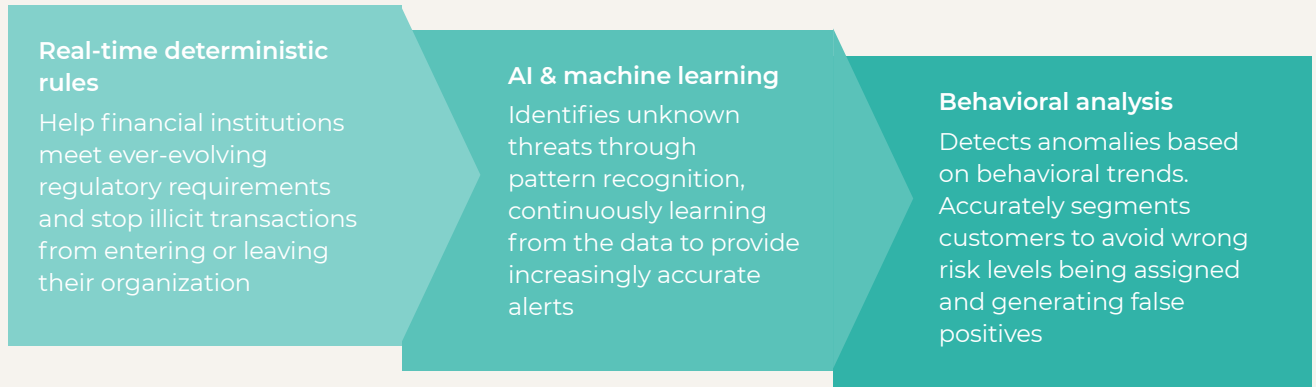 Real-time deterministic
rules
Help financial institutions
meet ever-evolving
regulatory requirements
and stop illicit transactions
from entering or leaving
their organization
AI & machine learning
Identifies unknown
threats through
pattern recognition,
continuously learning
from the data to provide
increasingly accurate
alerts
Behavioral analysis
Detects anomalies based
on behavioral trends.
Accurately segments
customers to avoid wrong
risk levels being assigned
and generating false
positives